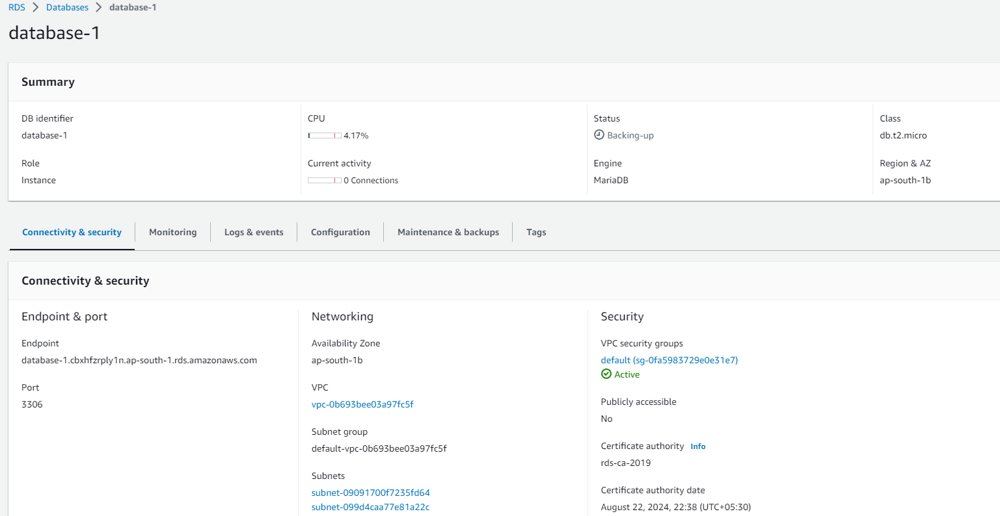 RDS > Databases > database-1
database-1
Summary
DB identifier
database-1
CPU
4.17%
Status
Backing-up
Class
db.t2.micro
Role
Instance
Current activity
0 Connections
Engine
MariaDB
Region & AZ
ap-south-1b
Connectivity & security
Monitoring
Logs & events
Configuration
Maintenance & backups
Tags
Connectivity & security
Endpoint & port
Endpoint
database-1.cbxhfzrply1n.ap-south-1.rds.amazonaws.com
Port
3306
Networking
Availability Zone
ap-south-1b
VPC
vpc-0b693bee03a97fc5f
Subnet group
default-vpc-0b693bee03a97fc5f
Subnets
subnet-09091700f7235fd64
subnet-099d4caa77e81a22c
Security
VPC security groups
default (sg-0fa5983729e0e31e7)
Active
Publicly accessible
No
Certificate authority Info
rds-ca-2019
Certificate authority date
August 22, 2024, 22:38 (UTC+05:30)